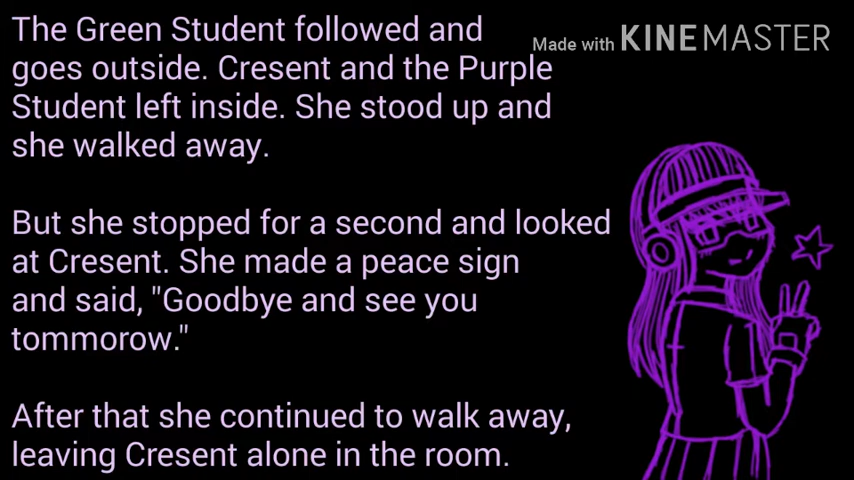 The Green Student followed and
goes outside. Cresent and the Purple
Student left inside. She stood up and
she walked away.
But she stopped for a second and looked
at Cresent. She made a peace sign
and said, "Goodbye and see you
tommorow."
After that she continued to walk away,
leaving Cresent alone in the room.
Made with KINEMASTER